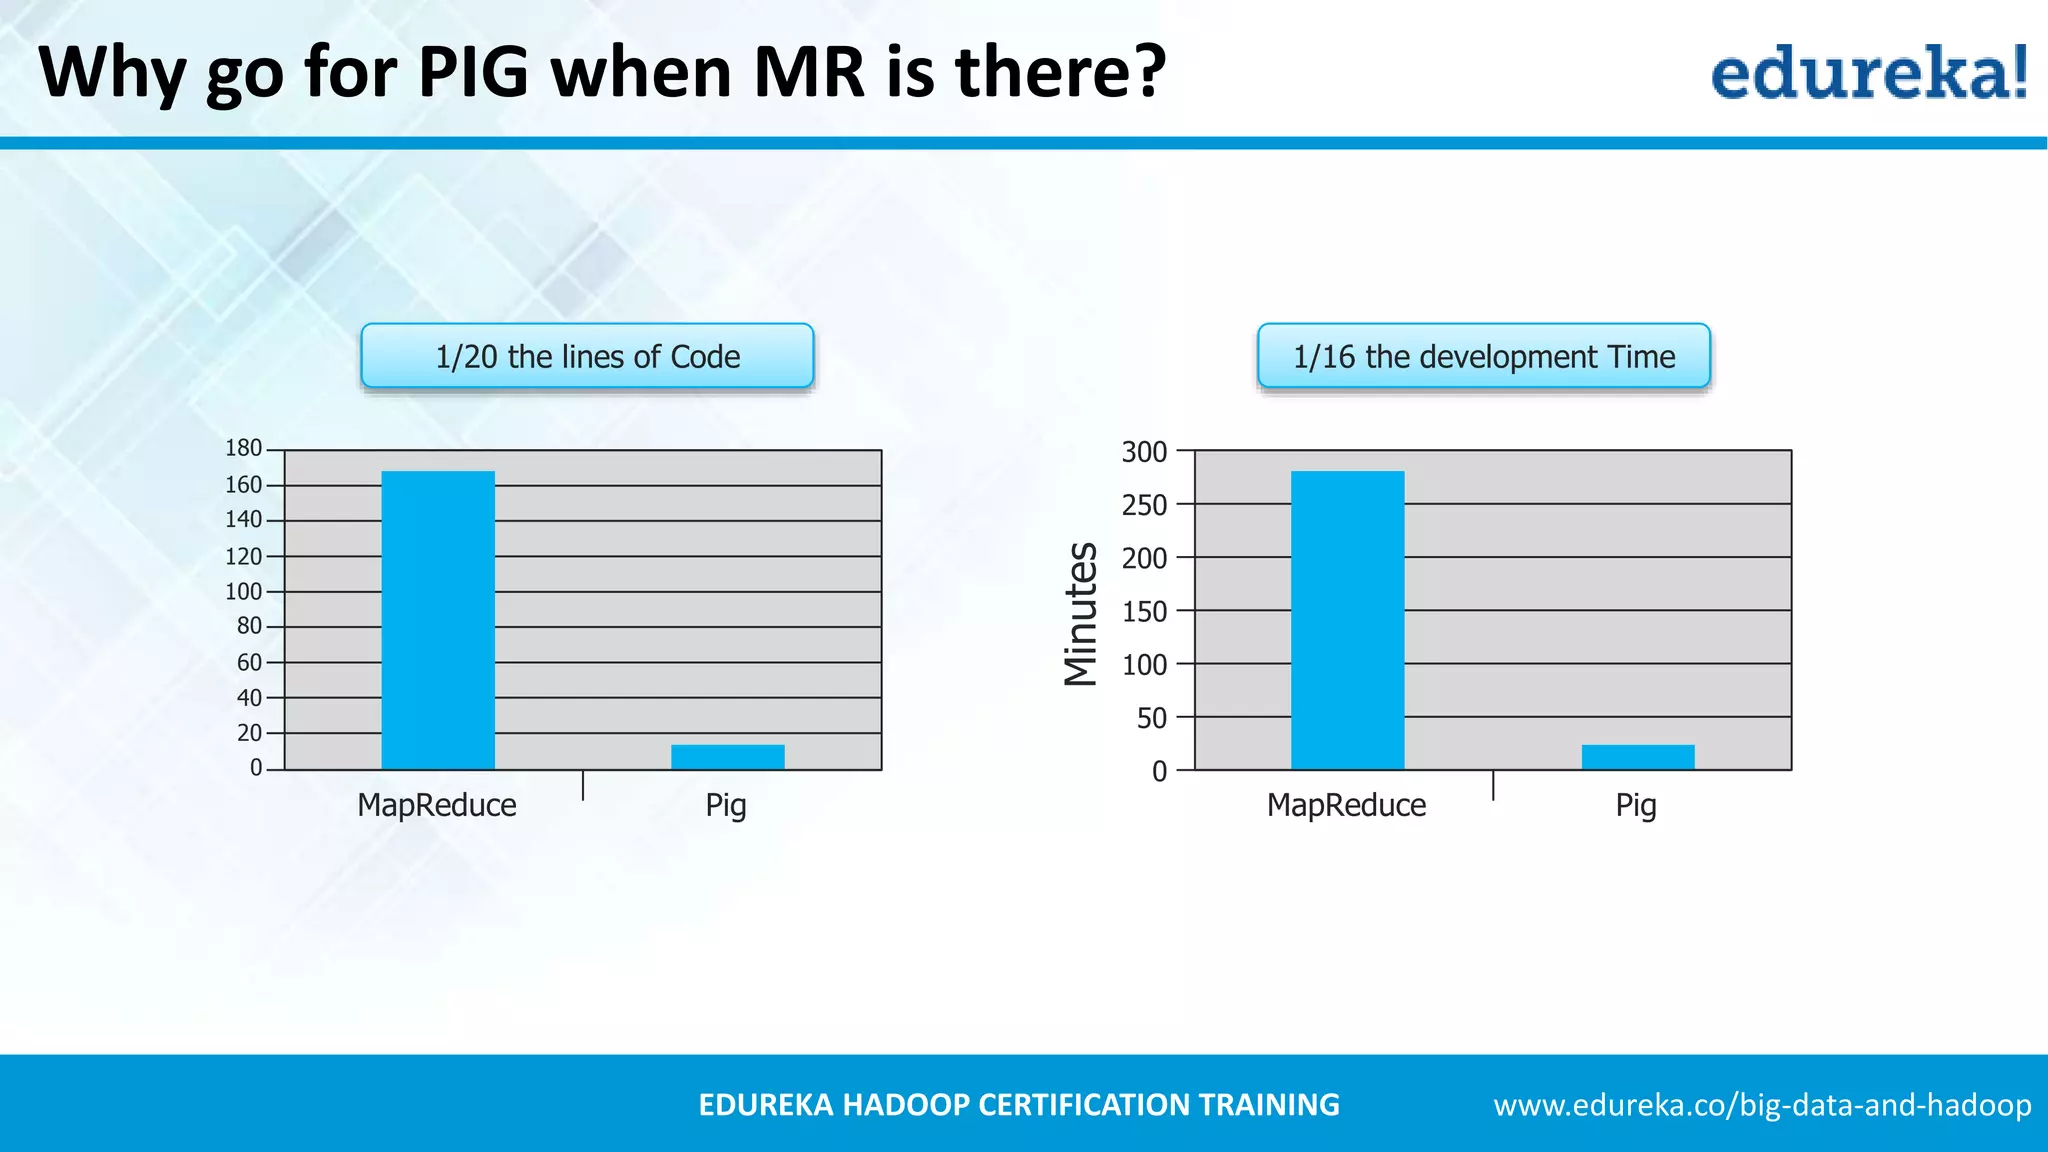 Why go for PIG when MR is there?
edureka!
1/20 the lines of Code
180
160
140
120
100
80
60
40
20
0
MapReduce
Pig
1/16 the development Time
Minutes
300
250
200
150
100
50
0
MapReduce
Pig
EDUREKA HADOOP CERTIFICATION TRAINING
www.edureka.co/big-data-and-hadoop